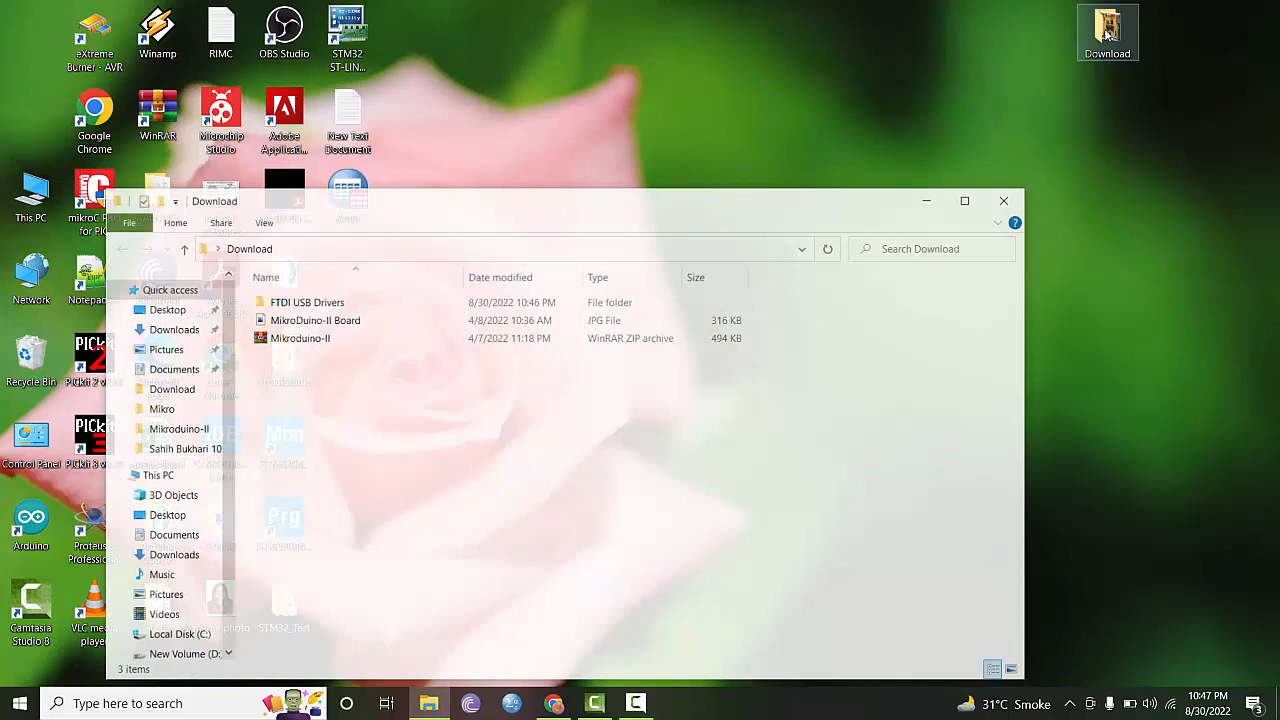 eXtreme
Burner - AVR
Winamp
RIMC
OBS Studio
STM32
ST-LIN...
Download
Google
Chrome
WinRAR
Microchip
Studio
Adobe
Applicati...
New Text
Document
This PC
mikroC P
for PIC
Download
File
Home
Share
View
Download
Search Download
Name
Date modified
Type
Size
FTDI USB Drivers
8/30/2022 10:46 PM
File folder
MikroDuino-II Board
4/8/2022 10:36 AM
JPG File
316 KB
Mikroduino-II
4/7/2022 11:18 PM
WinRAR ZIP archive
494 KB
Quick access
Desktop
Downloads
Pictures
Documents
Download
Mikro
Mikroduino-II
Sahih Bukhari 10
This PC
3D Objects
Desktop
Documents
Downloads
Music
Pictures
Videos
Local Disk (C:)
New Volume (D:
3 items
Network
Notepa
Recycle Bin
PICkit 2 v
Control Panel
PICkit 3 v
Arduino
Proteus
Professiona
Camtasia
Studio 8
VLC me
player
photo
STM32_Test
Type here to search
31°C Smoke
10:47 PM
8/30/2022